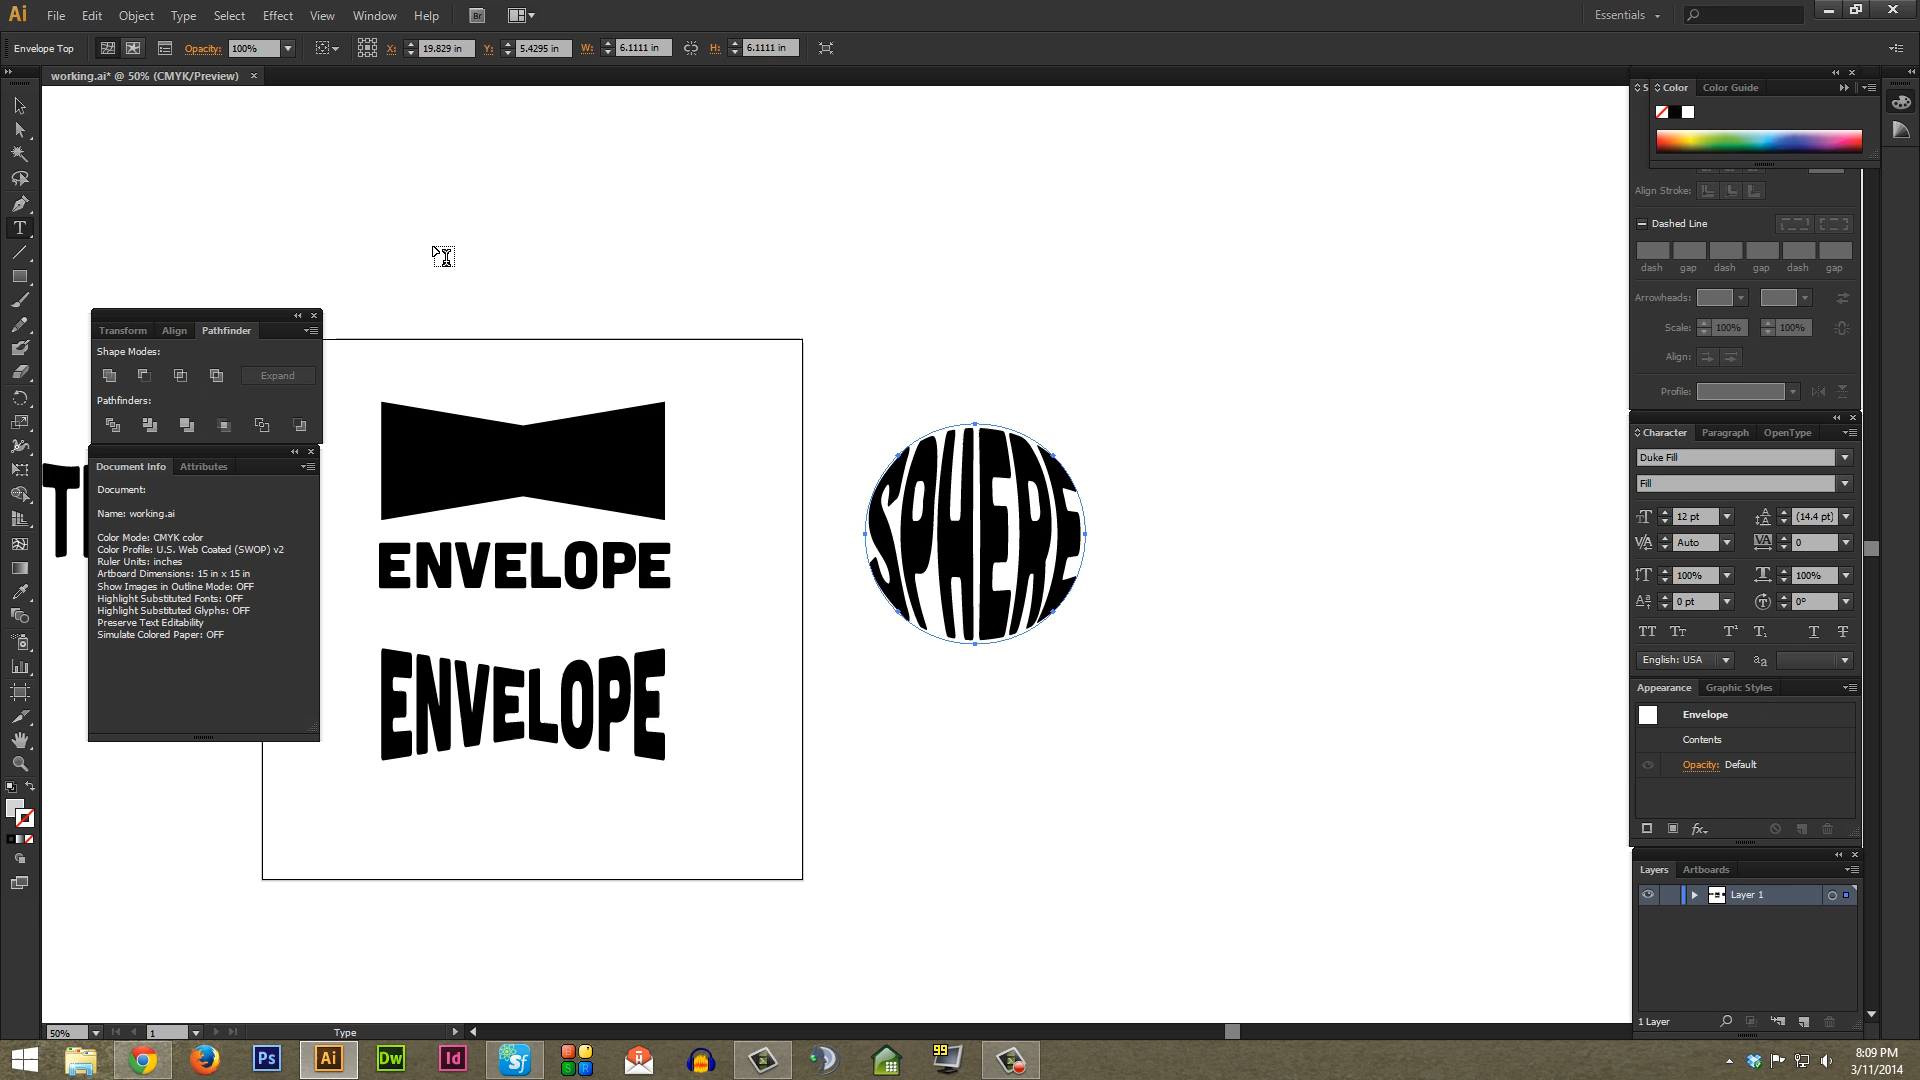 Ai File Edit Object Type Select Effect View Window Help Br Essentials
Envelope Top Opacity: 100% X: 19.829 in Y: 5.4295 in W: 6.1111 in H: 6.1111 in
working.ai* @ 50% (CMYK/Preview)
Color Color Guide
Align Stroke:
Dashed Line
dash gap dash gap dash gap
Arrowheads:
Scale: 100% 100%
Align:
Profile:
Transform Align Pathfinder
Shape Modes:
Expand
Pathfinders:
Document Info Attributes
Document:
Name: working.ai
Color Mode: CMYK color
Color Profile: U.S. Web Coated (SWOP) v2
Ruler Units: inches
Artboard Dimensions: 15 in x 15 in
Show Images in Outline Mode: OFF
Highlight Substituted Fonts: OFF
Highlight Substituted Glyphs: OFF
Preserve Text Editability
Simulate Colored Paper: OFF
ENVELOPE
ENVELOPE
SPHERE
Character Paragraph OpenType
Duke Fill
Fill
12 pt (14.4 pt)
Auto 0
100% 100%
0 pt 0°
English: USA
Appearance Graphic Styles
Envelope
Contents
Opacity: Default
Layers Artboards
Layer 1
1 Layer
50% 1 Type
Ps Ai Dw Id Sf 99
8:09 PM
3/11/2014